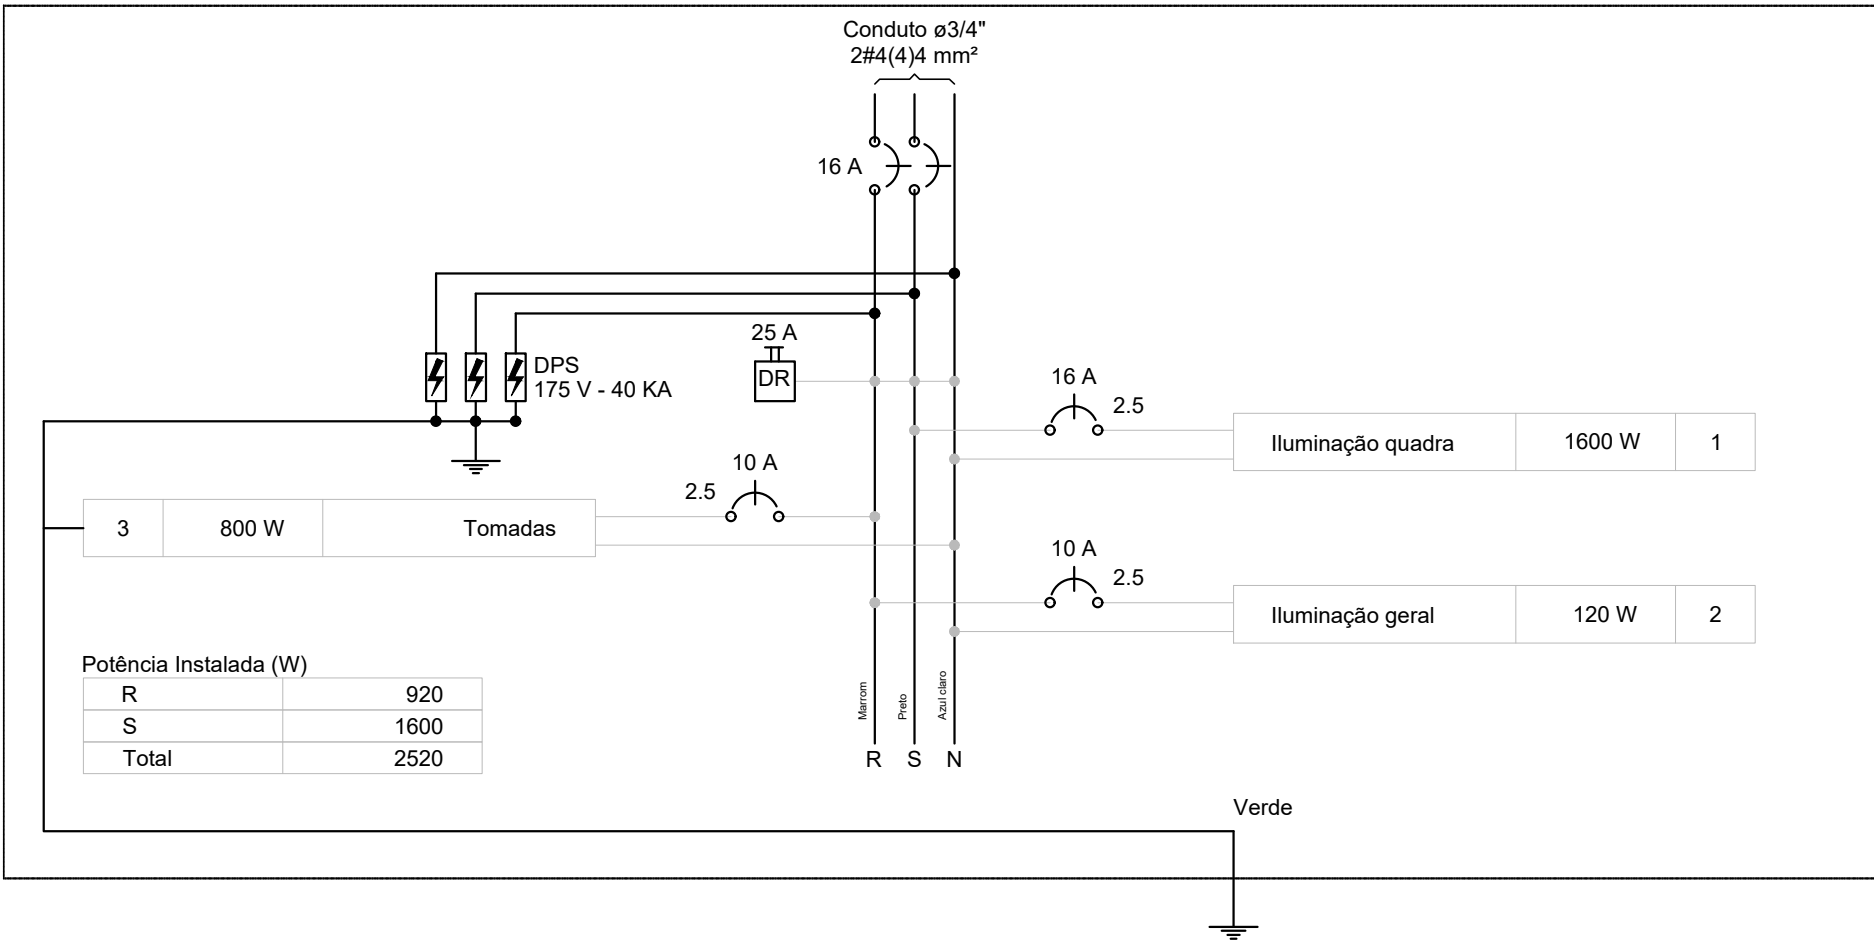 Conduto ø3/4"
2#4(4)4 mm²
16 A
25 A
DR
DPS
175 V - 40 KA
16 A
2.5
Iluminação quadra 1600 W 1
10 A
2.5
3 800 W Tomadas
10 A
2.5
Iluminação geral 120 W 2
Potência Instalada (W)
R 920
S 1600
Total 2520
Marrom
Preto
Azul claro
R S N
Verde